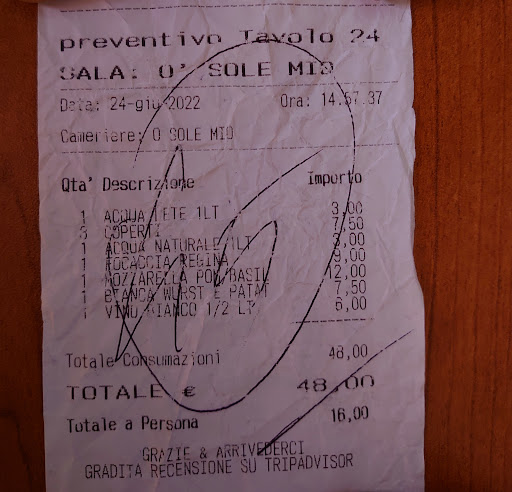 preventivo Tavolo 24
SALA: O' SOLE MIO
Data: 24-giu-2022 Ora: 14.57.37
Cameriere: O SOLE MIO
Qta' Descrizione Importo
1 ACQUA LETE 1LT 3,00
3 COPERTI 7,50
1 ACQUA NATURALE 1LT 3,00
1 FOCACCIA REGINA 9,00
1 MOZZARELLA POM/BASIL 12,00
1 BIANCA WURST E PATAT 7,50
1 VINO BIANCO 1/2 LT 6,00
Totale Consumazioni 48,00
TOTALE € 48,00
Totale a Persona 16,00
GRAZIE & ARRIVEDERCI
GRADITA RECENSIONE SU TRIPADVISOR